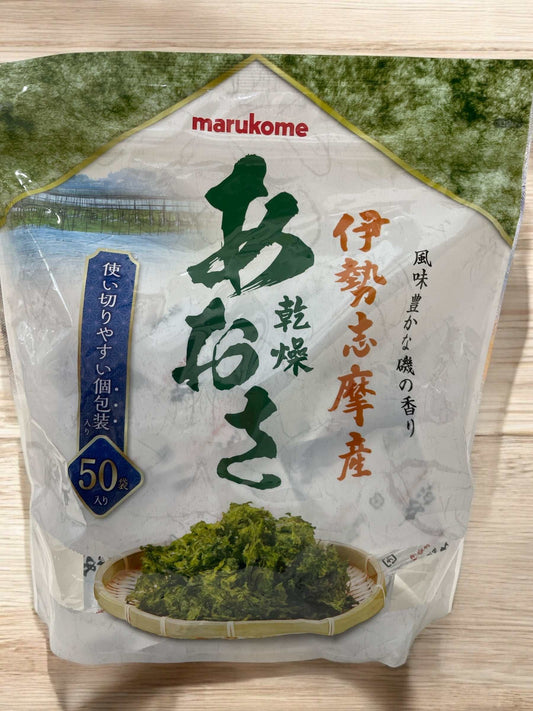 marukome
伊勢志摩産
乾燥
あおさ
風味豊かな磯の香り
使い切りやすい個包装入り
50袋入り